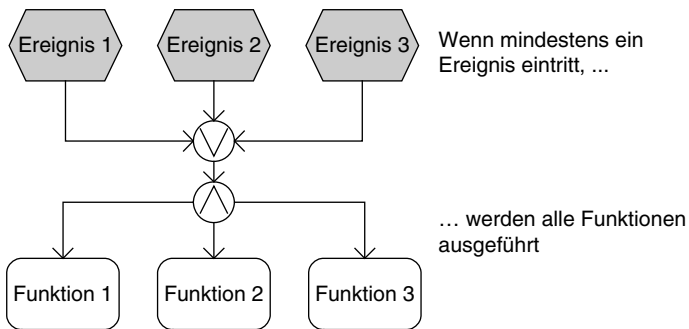 Ereignis 1
Ereignis 2
Ereignis 3
Wenn mindestens ein
Ereignis eintritt, ...
… werden alle Funktionen
ausgeführt
Funktion 1
Funktion 2
Funktion 3